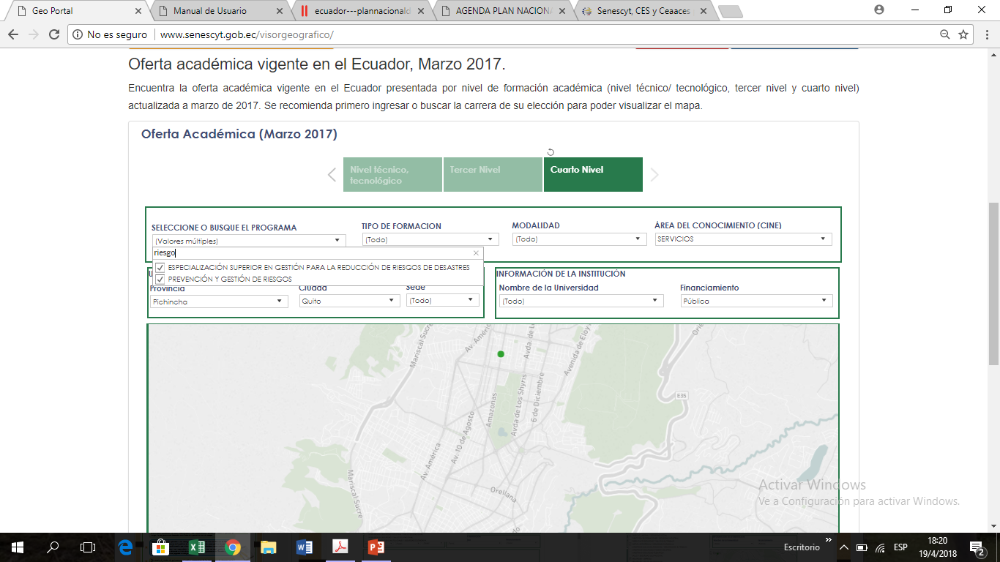 Geo Portal
Manual de Usuario
ecuador---plannacionald
AGENDA PLAN NACIONA
Senescyt, CES y Ceaaces
No es seguro
www.senescyt.gob.ec/visorgeografico/
Oferta académica vigente en el Ecuador, Marzo 2017.
Encuentra la oferta académica vigente en el Ecuador presentada por nivel de formación académica (nivel técnico/ tecnológico, tercer nivel y cuarto nivel)
actualizada a marzo de 2017. Se recomienda primero ingresar o buscar la carrera de su elección para poder visualizar el mapa.
Oferta Académica (Marzo 2017)
Nivel técnico,
tecnológico
Tercer Nivel
Cuarto Nivel
SELECCIONE O BUSQUE EL PROGRAMA
TIPO DE FORMACION
MODALIDAD
ÁREA DEL CONOCIMIENTO (CINE)
(Valores múltiples)
(Todo)
(Todo)
SERVICIOS
riesgo
ESPECIALIZACIÓN SUPERIOR EN GESTIÓN PARA LA REDUCCIÓN DE RIESGOS DE DESASTRES
PREVENCIÓN Y GESTIÓN DE RIESGOS
INFORMACIÓN DE LA INSTITUCIÓN
Provincia
Ciudad
Sede
Nombre de la Universidad
Financiamiento
Pichincha
Quito
(Todo)
(Todo)
Pública
Mariscal Sucre
Av. América
Avda. de Los
Avenida de Eloy
E35
Amazonas
Avda de Los Shyris
6 de Diciembre
Av. 10 de Agosto
Av. América
Mariscal Sucre
Orellana
Activar Windows
Ve a Configuración para activar Windows.
Escritorio
ESP
18:20
19/4/2018
2